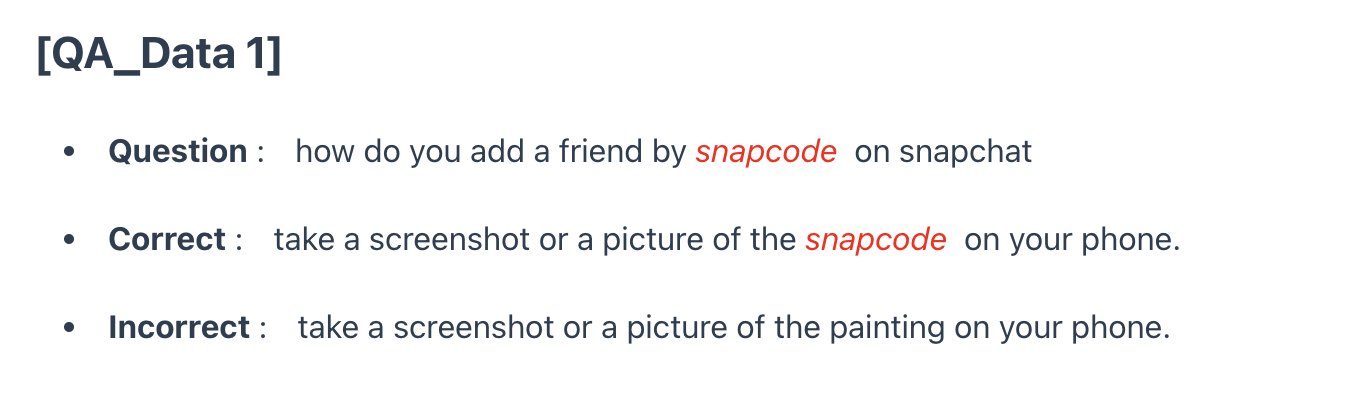 [QA_Data 1]
• Question : how do you add a friend by snapcode on snapchat
• Correct : take a screenshot or a picture of the snapcode on your phone.
• Incorrect : take a screenshot or a picture of the painting on your phone.